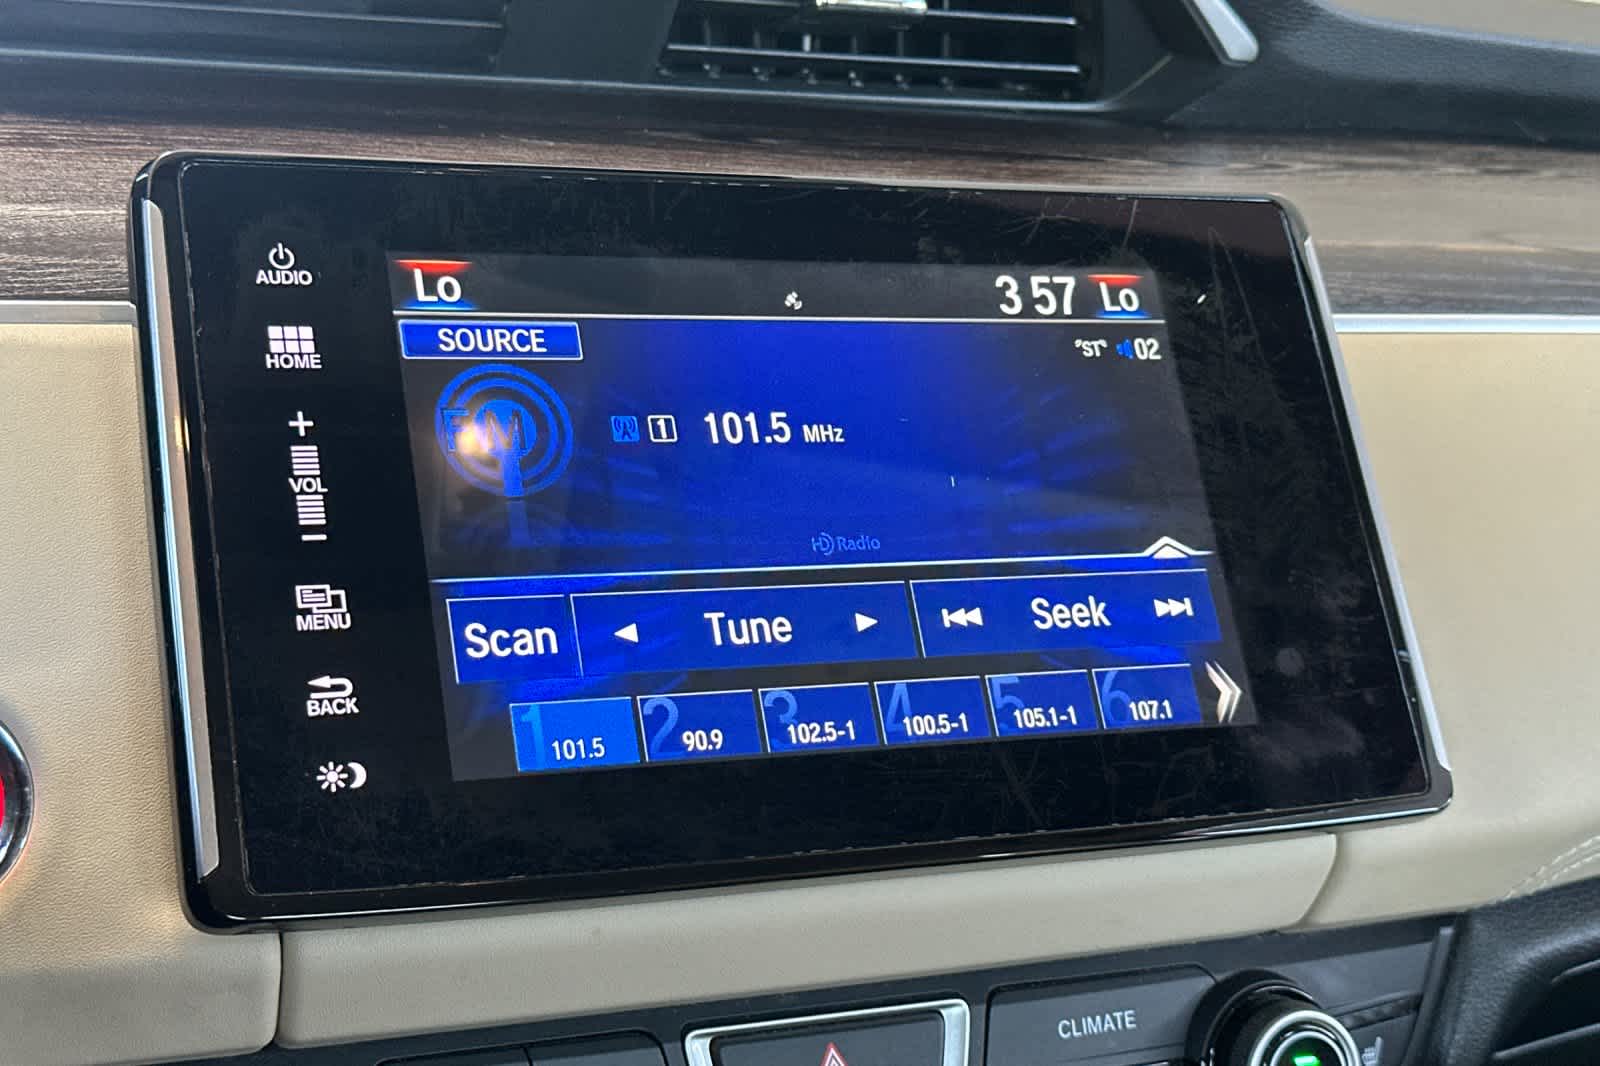 AUDIO
HOME
+
VOL
−
MENU
BACK
Lo
3 57 Lo
SOURCE
"ST" 02
FM
1 101.5 MHz
HD Radio
Scan
Tune
Seek
1 101.5
2 90.9
3 102.5-1
4 100.5-1
5 105.1-1
6 107.1
CLIMATE